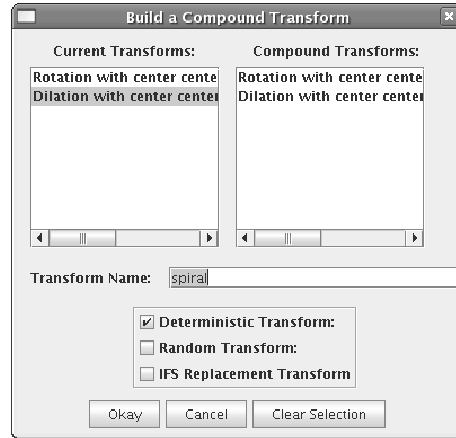 Build a Compound Transform
Current Transforms:
Compound Transforms:
Rotation with center cente
Dilation with center center
Rotation with center cente
Dilation with center center
Transform Name: spiral
Deterministic Transform:
Random Transform:
IFS Replacement Transform
Okay Cancel Clear Selection